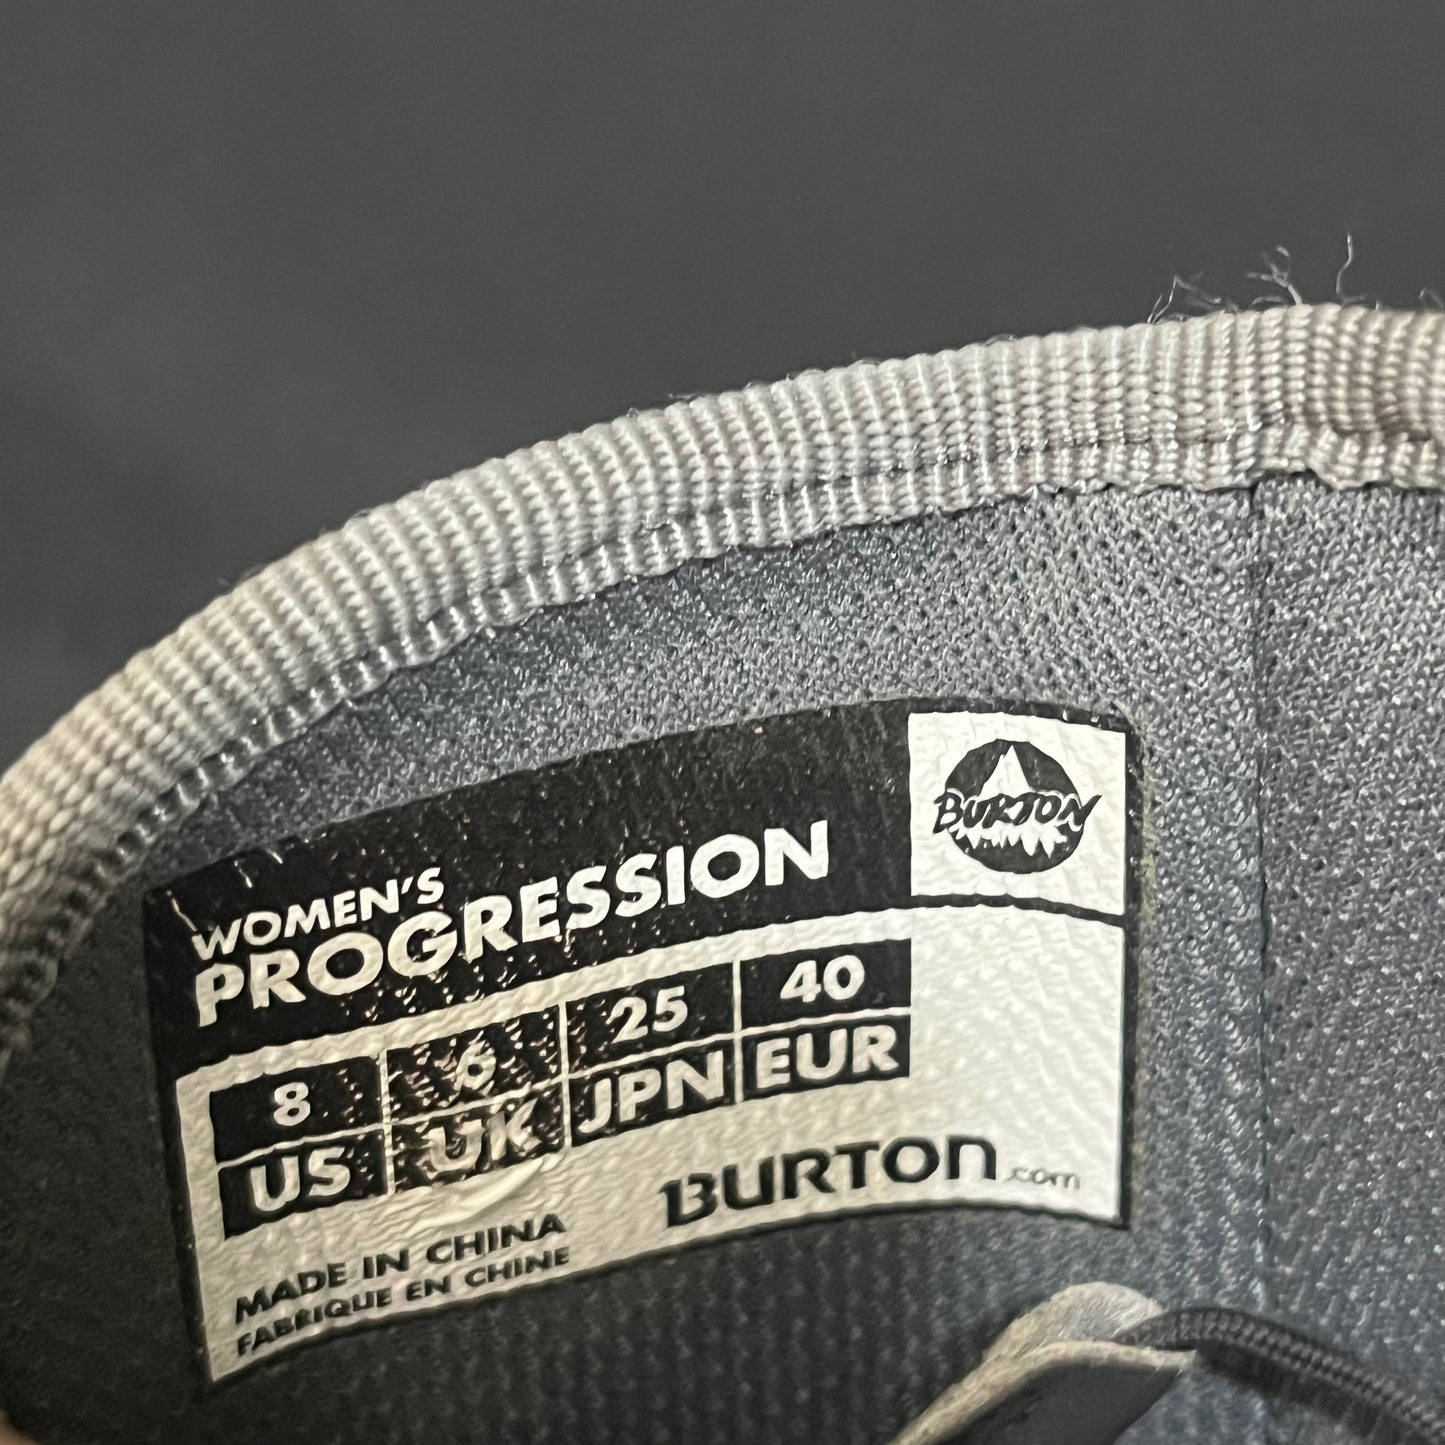 BURTON
WOMEN'S
PROGRESSION
8 6 25 40
US UK JPN EUR
BURTON.com
MADE IN CHINA
FABRIQUE EN CHINE